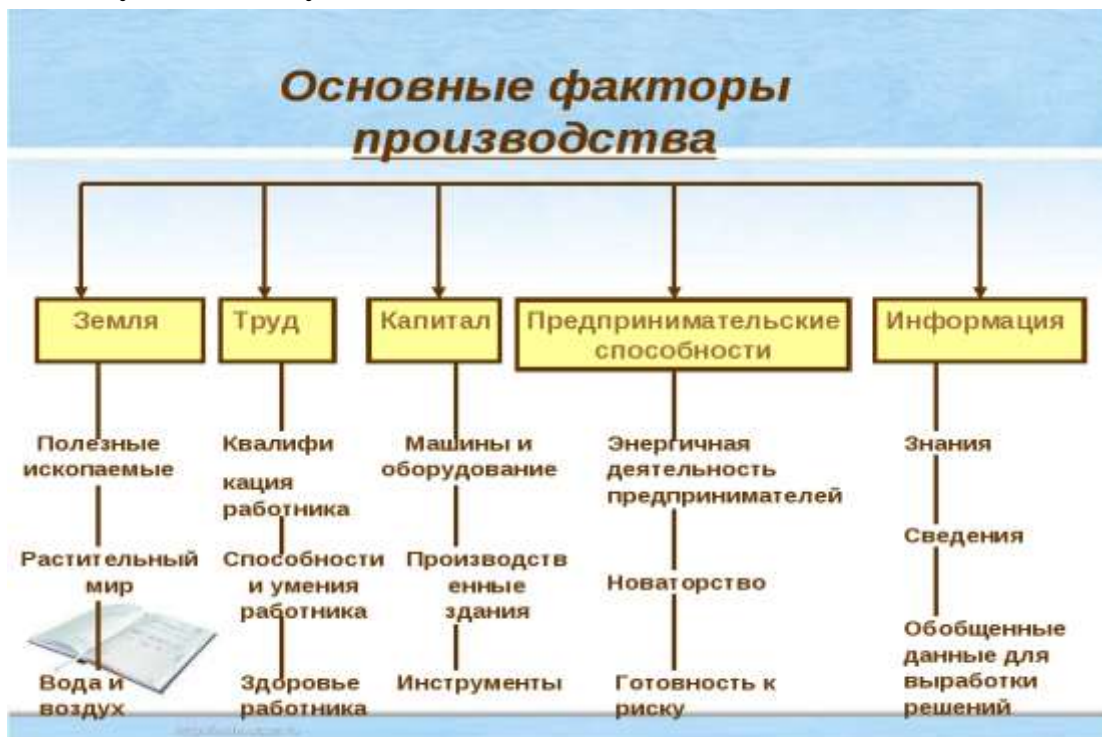 Основные факторы
производства
Земля
Труд
Капитал
Предпринимательские
способности
Информация
Полезные
ископаемые
Растительный
мир
Вода и
воздух
Квалифи
кация
работника
Способности
и умения
работника
Здоровье
работника
Машины и
оборудование
Производств
енные
здания
Инструменты
Энергичная
деятельность
предпринимателей
Новаторство
Готовность к
риску
Знания
Сведения
Обобщенные
данные для
выработки
решений